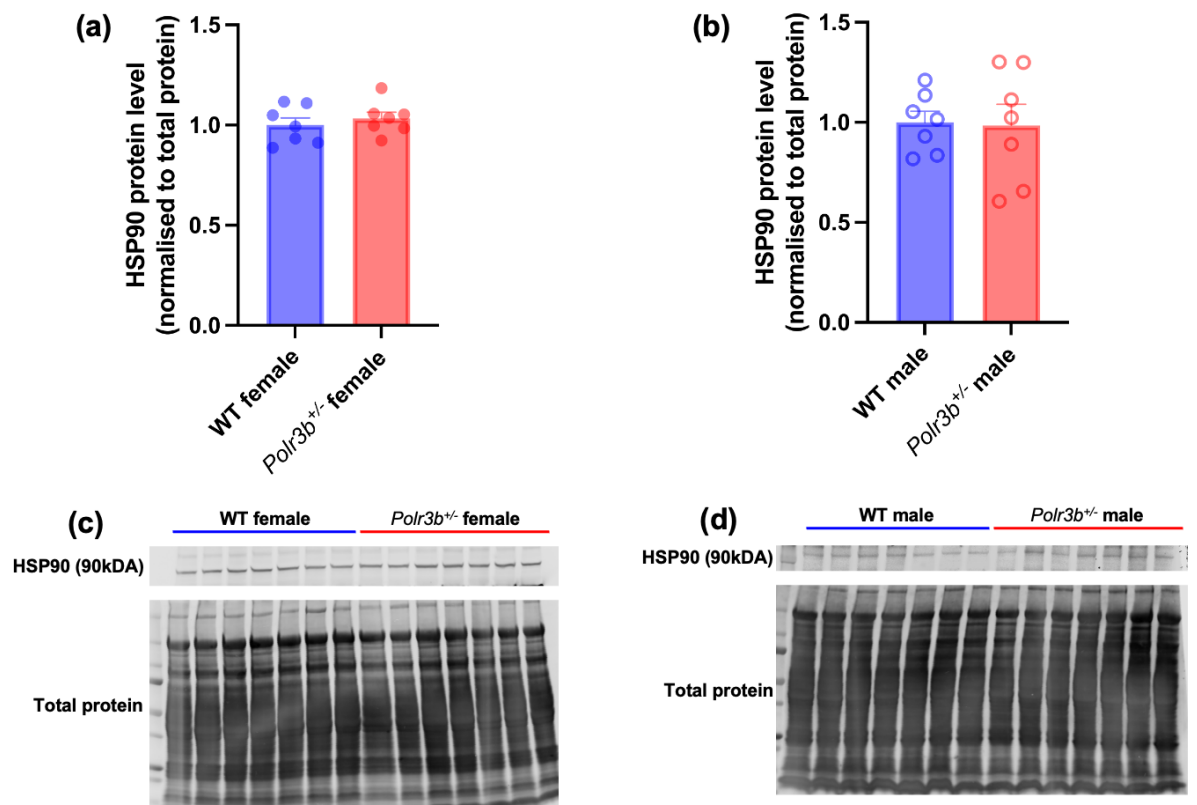 (a)
HSP90 protein level
(normalised to total protein)
1.5
1.0
0.5
0.0
WT female
Polr3b+/- female
(b)
HSP90 protein level
(normalised to total protein)
1.5
1.0
0.5
0.0
WT male
Polr3b+/- male
(c)
WT female
Polr3b+/- female
HSP90 (90kDA)
Total protein
(d)
WT male
Polr3b+/- male
HSP90 (90kDA)
Total protein